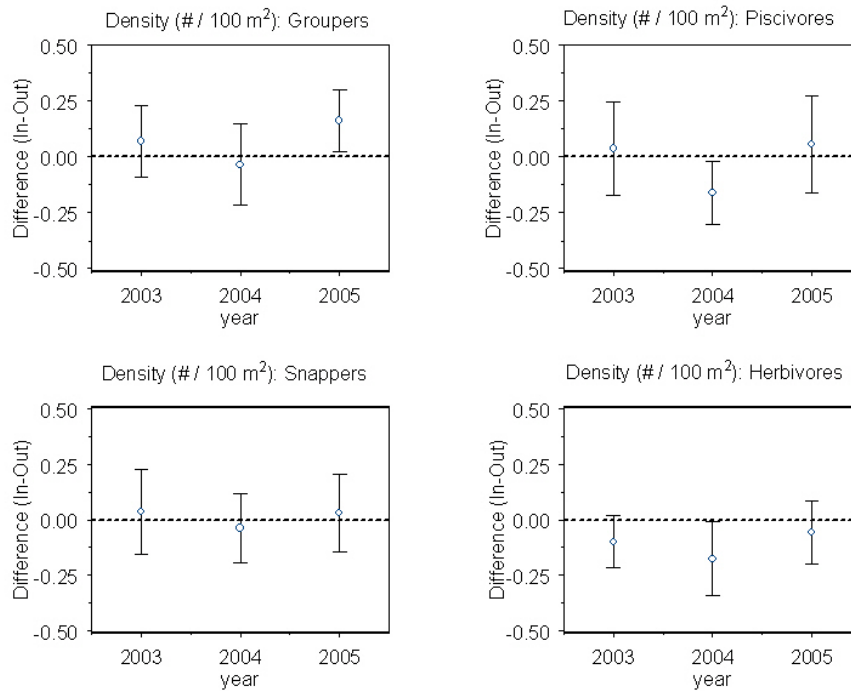 Density (# / 100 m²): Groupers
Difference (In-Out)
0.50
0.25
0.00
-0.25
-0.50
2003 2004 2005
year
Density (# / 100 m²): Piscivores
Difference (In-Out)
0.50
0.25
0.00
-0.25
-0.50
2003 2004 2005
year
Density (# / 100 m²): Snappers
Difference (In-Out)
0.50
0.25
0.00
-0.25
-0.50
2003 2004 2005
year
Density (# / 100 m²): Herbivores
Difference (In-Out)
0.50
0.25
0.00
-0.25
-0.50
2003 2004 2005
year